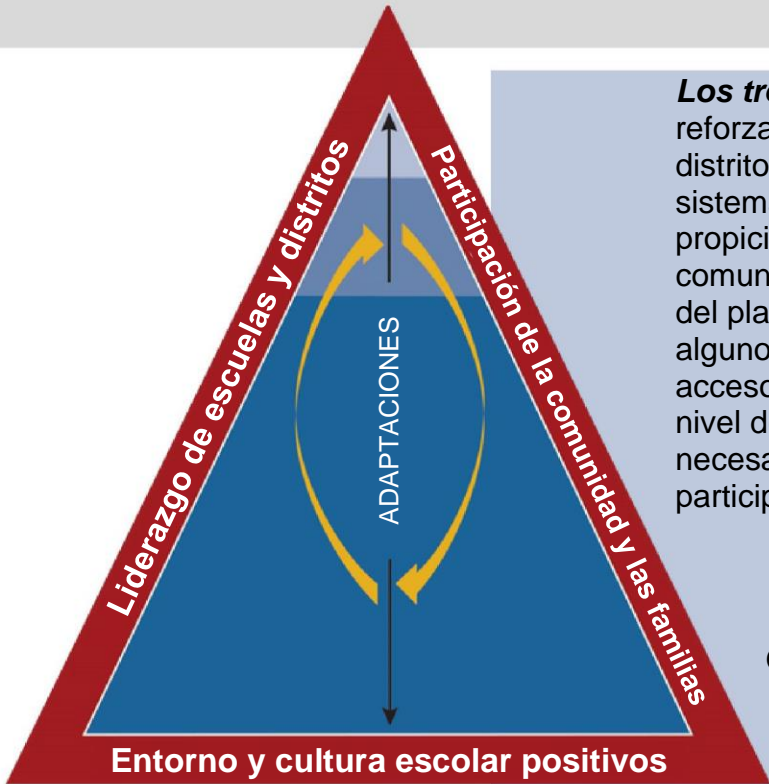 Liderazgo de escuelas y distritos
Participación de la comunidad y las familias
ADAPTACIONES
Entorno y cultura escolar positivos
Los
reforza
distrito
sistem
propici
comun
del pla
alguno
acceso
nivel d
necesa
particip